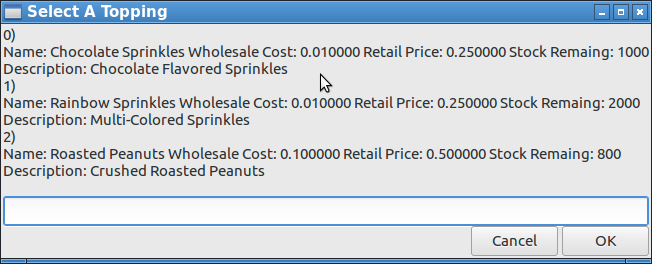 Select A Topping
0)
Name: Chocolate Sprinkles Wholesale Cost: 0.010000 Retail Price: 0.250000 Stock Remaing: 1000
Description: Chocolate Flavored Sprinkles
1)
Name: Rainbow Sprinkles Wholesale Cost: 0.010000 Retail Price: 0.250000 Stock Remaing: 2000
Description: Multi-Colored Sprinkles
2)
Name: Roasted Peanuts Wholesale Cost: 0.100000 Retail Price: 0.500000 Stock Remaing: 800
Description: Crushed Roasted Peanuts
Cancel OK